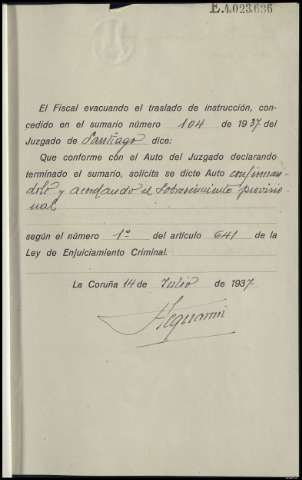 E.4.023.636
El Fiscal evacuando el traslado de instrucción, con-
cedido en el sumario número 104 de 1937 del
Juzgado de Santiago dice:
Que conforme con el Auto del Juzgado declarando
terminado el sumario, solicita se dicte Auto confirman-
dolo y acordando el sobreseimiento provisio-
nal
según el número 1º del artículo 641 de la
Ley de Enjuiciamiento Criminal.
La Coruña 14 de Julio de 1937